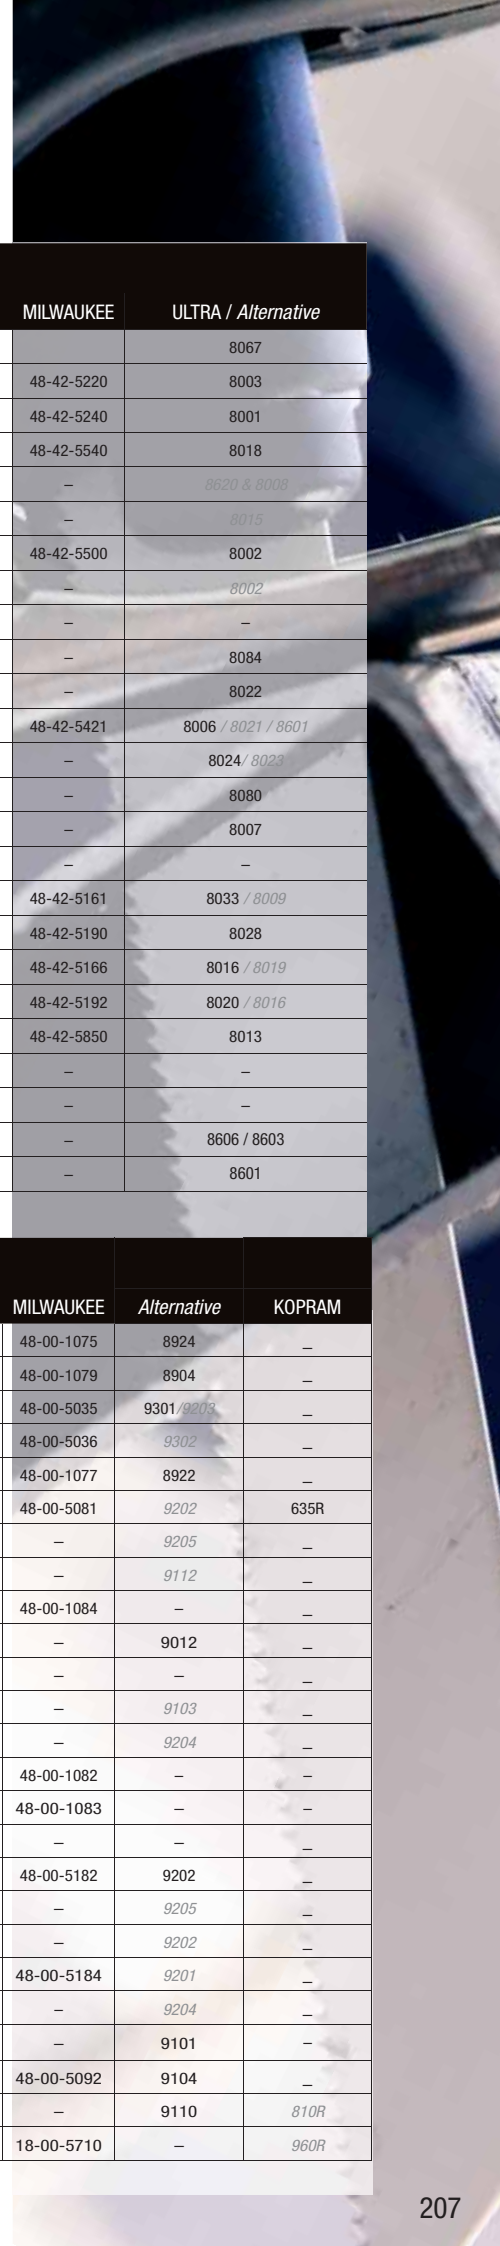 MILWAUKEE ULTRA / Alternative
8067
48-42-5220 8003
48-42-5240 8001
48-42-5540 8018
– 8620 & 8008
– 8015
48-42-5500 8002
– 8002
– –
– 8084
– 8022
48-42-5421 8006 / 8021 / 8601
– 8024/ 8023
– 8080
– 8007
– –
48-42-5161 8033 / 8009
48-42-5190 8028
48-42-5166 8016 / 8019
48-42-5192 8020 / 8016
48-42-5850 8013
– –
– –
– 8606 / 8603
– 8601
MILWAUKEE Alternative KOPRAM
48-00-1075 8924 _
48-00-1079 8904 _
48-00-5035 9301/9203 _
48-00-5036 9302 _
48-00-1077 8922 _
48-00-5081 9202 635R
– 9205 _
– 9112 _
48-00-1084 – _
– 9012 _
– – _
– 9103 _
– 9204 _
48-00-1082 – –
48-00-1083 – –
– – _
48-00-5182 9202 _
– 9205 _
– 9202 _
48-00-5184 9201 _
– 9204 _
– 9101 –
48-00-5092 9104 _
– 9110 810R
18-00-5710 – 960R
207